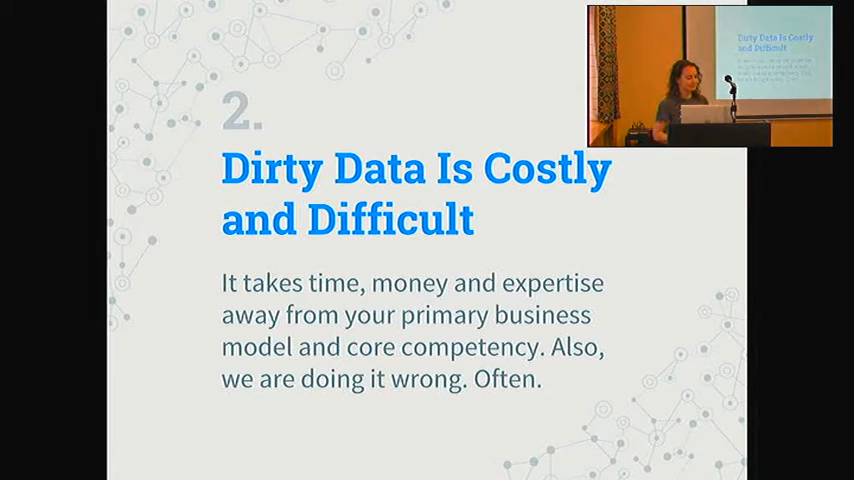 2.
Dirty Data Is Costly
and Difficult
It takes time, money and expertise
away from your primary business
model and core competency. Also,
we are doing it wrong. Often.
Dirty Data Is Costly
and Difficult